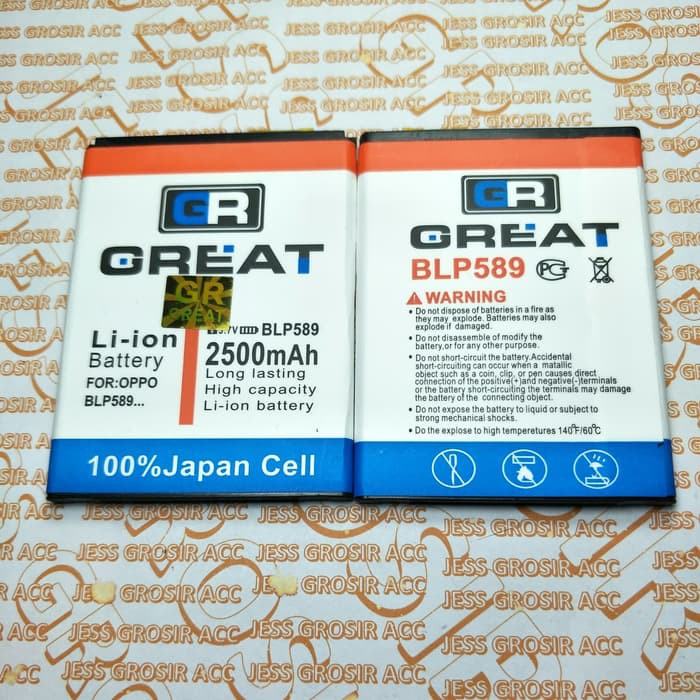 GR
GREAT
GR
GREAT
3.7V BLP589
Li-ion
Battery
2500mAh
Long lasting
High capacity
Li-ion battery
FOR:OPPO
BLP589...
100%Japan Cell
GR
GREAT
BLP589 PCT
WARNING
• Do not dispose of batteries in a fire as
they may explode. Batteries may also
explode if damaged.
• Do not disassemble of modify the
battery,or for any other purpose.
• Do not short-circuit the battery.Accidental
short-circuiting can occur when a matallic
object such as a coin, clip, or pen causes direct
connection of the positive(+)and negative(-)terminals
or the battery short-circuiting the terminals may damage
the battery of the connecting object.
• Do not expose the battery to liquid or subject to
strong mechanical shocks.
• Do the explose to high temperetures 140°F/60°C
JESS GROSIR ACC